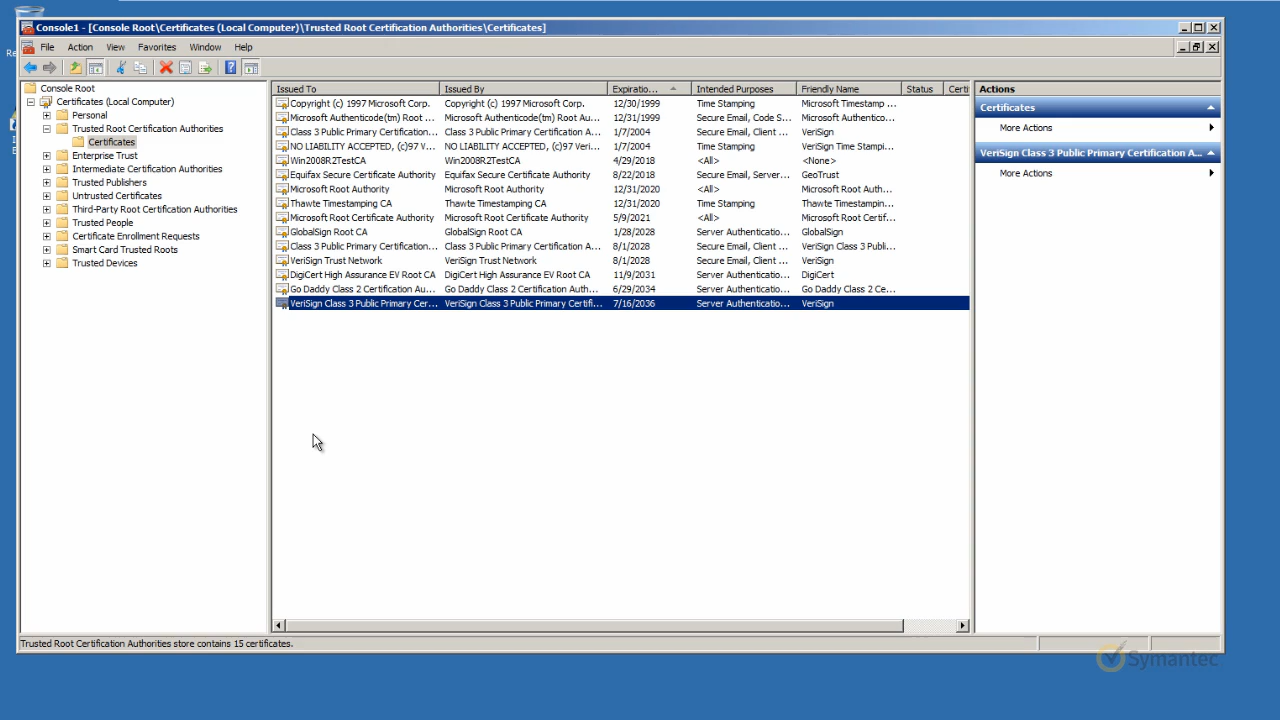 Console1 - [Console Root\Certificates (Local Computer)\Trusted Root Certification Authorities\Certificates]
File Action View Favorites Window Help
Console Root
Certificates (Local Computer)
Personal
Trusted Root Certification Authorities
Certificates
Enterprise Trust
Intermediate Certification Authorities
Trusted Publishers
Untrusted Certificates
Third-Party Root Certification Authorities
Trusted People
Certificate Enrollment Requests
Smart Card Trusted Roots
Trusted Devices
Issued To Issued By Expiratio... Intended Purposes Friendly Name Status Certi
Copyright (c) 1997 Microsoft Corp. Copyright (c) 1997 Microsoft Corp. 12/30/1999 Time Stamping Microsoft Timestamp ...
Microsoft Authenticode(tm) Root ... Microsoft Authenticode(tm) Root Au... 12/31/1999 Secure Email, Code S... Microsoft Authentico...
Class 3 Public Primary Certification... Class 3 Public Primary Certification A... 1/7/2004 Secure Email, Client ... VeriSign
NO LIABILITY ACCEPTED, (c)97 V... NO LIABILITY ACCEPTED, (c)97 Veri... 1/7/2004 Time Stamping VeriSign Time Stampi...
Win2008R2TestCA Win2008R2TestCA 4/29/2018 <All> <None>
Equifax Secure Certificate Authority Equifax Secure Certificate Authority 8/22/2018 Secure Email, Server... GeoTrust
Microsoft Root Authority Microsoft Root Authority 12/31/2020 <All> Microsoft Root Auth...
Thawte Timestamping CA Thawte Timestamping CA 12/31/2020 Time Stamping Thawte Timestampin...
Microsoft Root Certificate Authority Microsoft Root Certificate Authority 5/9/2021 <All> Microsoft Root Certif...
GlobalSign Root CA GlobalSign Root CA 1/28/2028 Server Authenticatio... GlobalSign
Class 3 Public Primary Certification... Class 3 Public Primary Certification A... 8/1/2028 Secure Email, Client ... VeriSign Class 3 Publi...
VeriSign Trust Network VeriSign Trust Network 8/1/2028 Secure Email, Client ... VeriSign
DigiCert High Assurance EV Root CA DigiCert High Assurance EV Root CA 11/9/2031 Server Authenticatio... DigiCert
Go Daddy Class 2 Certification Au... Go Daddy Class 2 Certification Auth... 6/29/2034 Server Authenticatio... Go Daddy Class 2 Ce...
VeriSign Class 3 Public Primary Cer... VeriSign Class 3 Public Primary Certifi... 7/16/2036 Server Authenticatio... VeriSign
Actions
Certificates
More Actions
VeriSign Class 3 Public Primary Certification A...
More Actions
Trusted Root Certification Authorities store contains 15 certificates.
Symantec